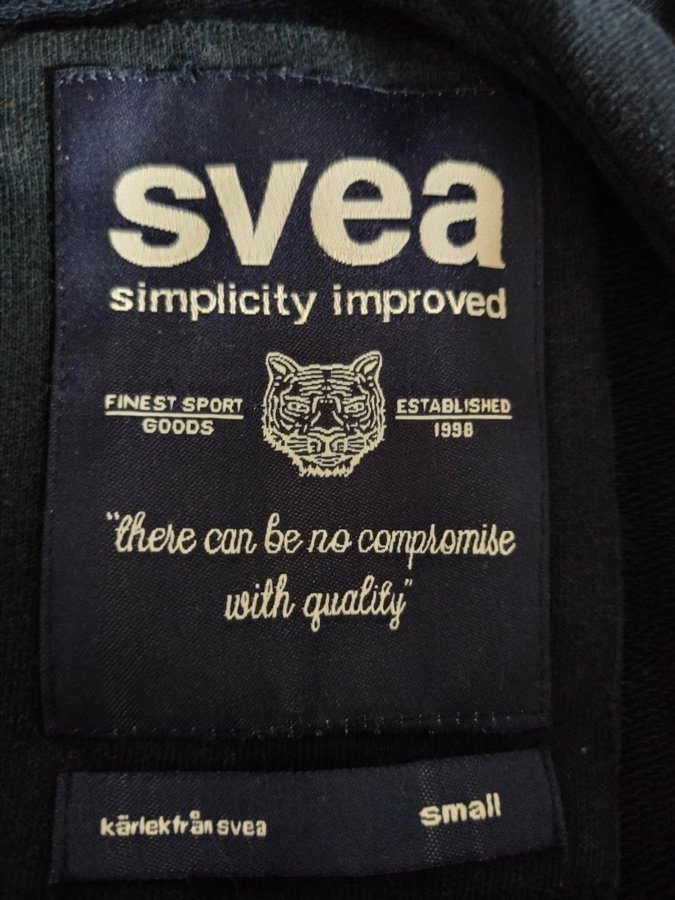 svea
simplicity improved
FINEST SPORT
GOODS
ESTABLISHED
1998
"there can be no compromise
with quality"
kärlekfrån svea
small